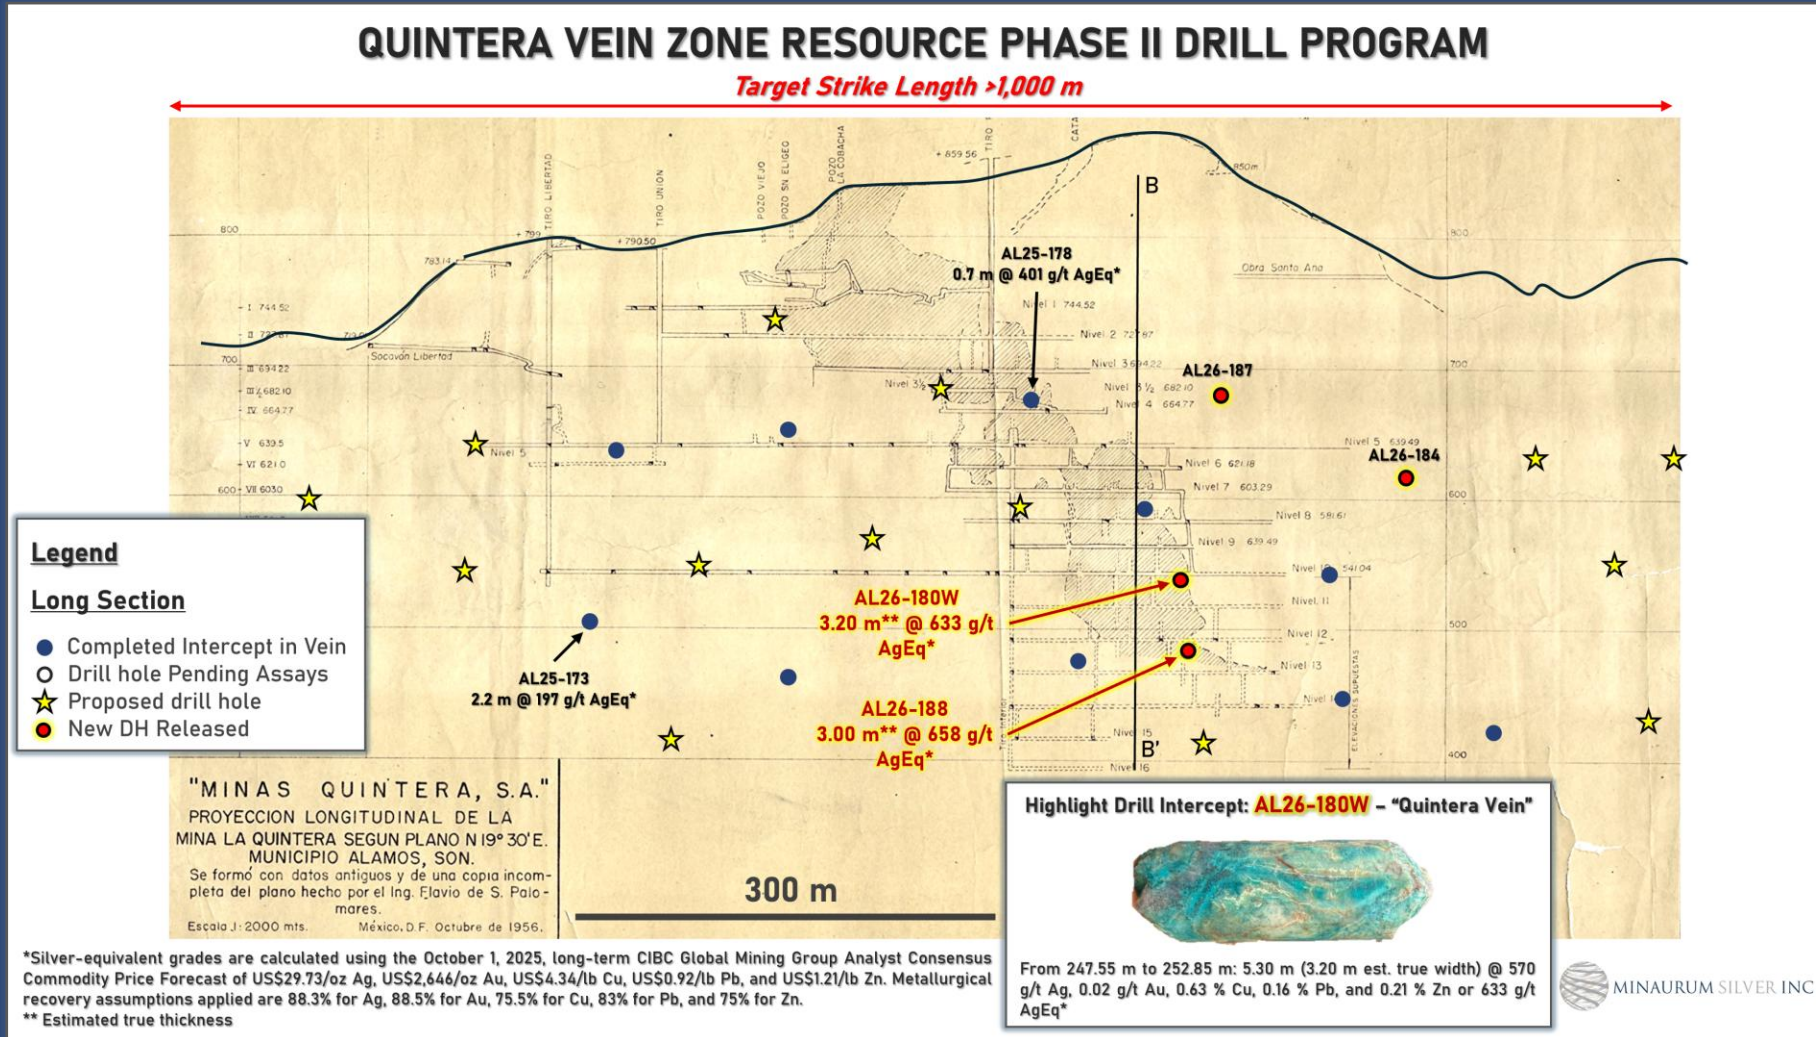 QUINTERA VEIN ZONE RESOURCE PHASE II DRILL PROGRAM
Target Strike Length >1,000 m
TIRO LIBERTAD
TIRO UNION
POZO VIEJO
POZO SN ELIGEO
POZO
LA COBACHA
TIRO
CATA
+ 859.56
850m
B
800
+ 799
+ 790.50
783.14
800
AL25-178
0.7 m @ 401 g/t AgEq*
Obra Santa Ana
I 744.52
Nivel 1 744.52
II
Nivel 2
Socavón Libertad
700
III 694.22
Nivel 3 694.22
700
AL26-187
III ½ 682.10
Nivel 3½
3 ½ 682.10
IV 664.77
Nivel 4 664.77
V 639.5
Nivel 5
Nivel 5 639.49
AL26-184
VI 621.0
Nivel 6 621.18
600
VII 603.0
Nivel 7 603.29
600
Nivel 8 591.61
Nivel 9 639.49
541.04
Nivel 11
Nivel 12
500
Nivel 13
Nivel
Nivel 15
Nivel 16
400
ELEVACIONES SUPUESTAS
AL26-180W
3.20 m** @ 633 g/t
AgEq*
AL25-173
2.2 m @ 197 g/t AgEq*
AL26-188
3.00 m** @ 658 g/t
AgEq*
B'
Legend
Long Section
Completed Intercept in Vein
Drill hole Pending Assays
Proposed drill hole
New DH Released
"MINAS QUINTERA, S.A."
PROYECCION LONGITUDINAL DE LA
MINA LA QUINTERA SEGUN PLANO N 19° 30' E.
MUNICIPIO ALAMOS, SON.
Se formó con datos antiguos y de una copia incom-
pleta del plano hecho por el Ing. Flavio de S. Palo-
mares.
Escala 1:2000 mts. México, D.F. Octubre de 1956.
300 m
Highlight Drill Intercept: AL26-180W – “Quintera Vein”
From 247.55 m to 252.85 m: 5.30 m (3.20 m est. true width) @ 570
g/t Ag, 0.02 g/t Au, 0.63 % Cu, 0.16 % Pb, and 0.21 % Zn or 633 g/t
AgEq*
*Silver-equivalent grades are calculated using the October 1, 2025, long-term CIBC Global Mining Group Analyst Consensus
Commodity Price Forecast of US$29.73/oz Ag, US$2,646/oz Au, US$4.34/lb Cu, US$0.92/lb Pb, and US$1.21/lb Zn. Metallurgical
recovery assumptions applied are 88.3% for Ag, 88.5% for Au, 75.5% for Cu, 83% for Pb, and 75% for Zn.
** Estimated true thickness
MINAURUM SILVER INC